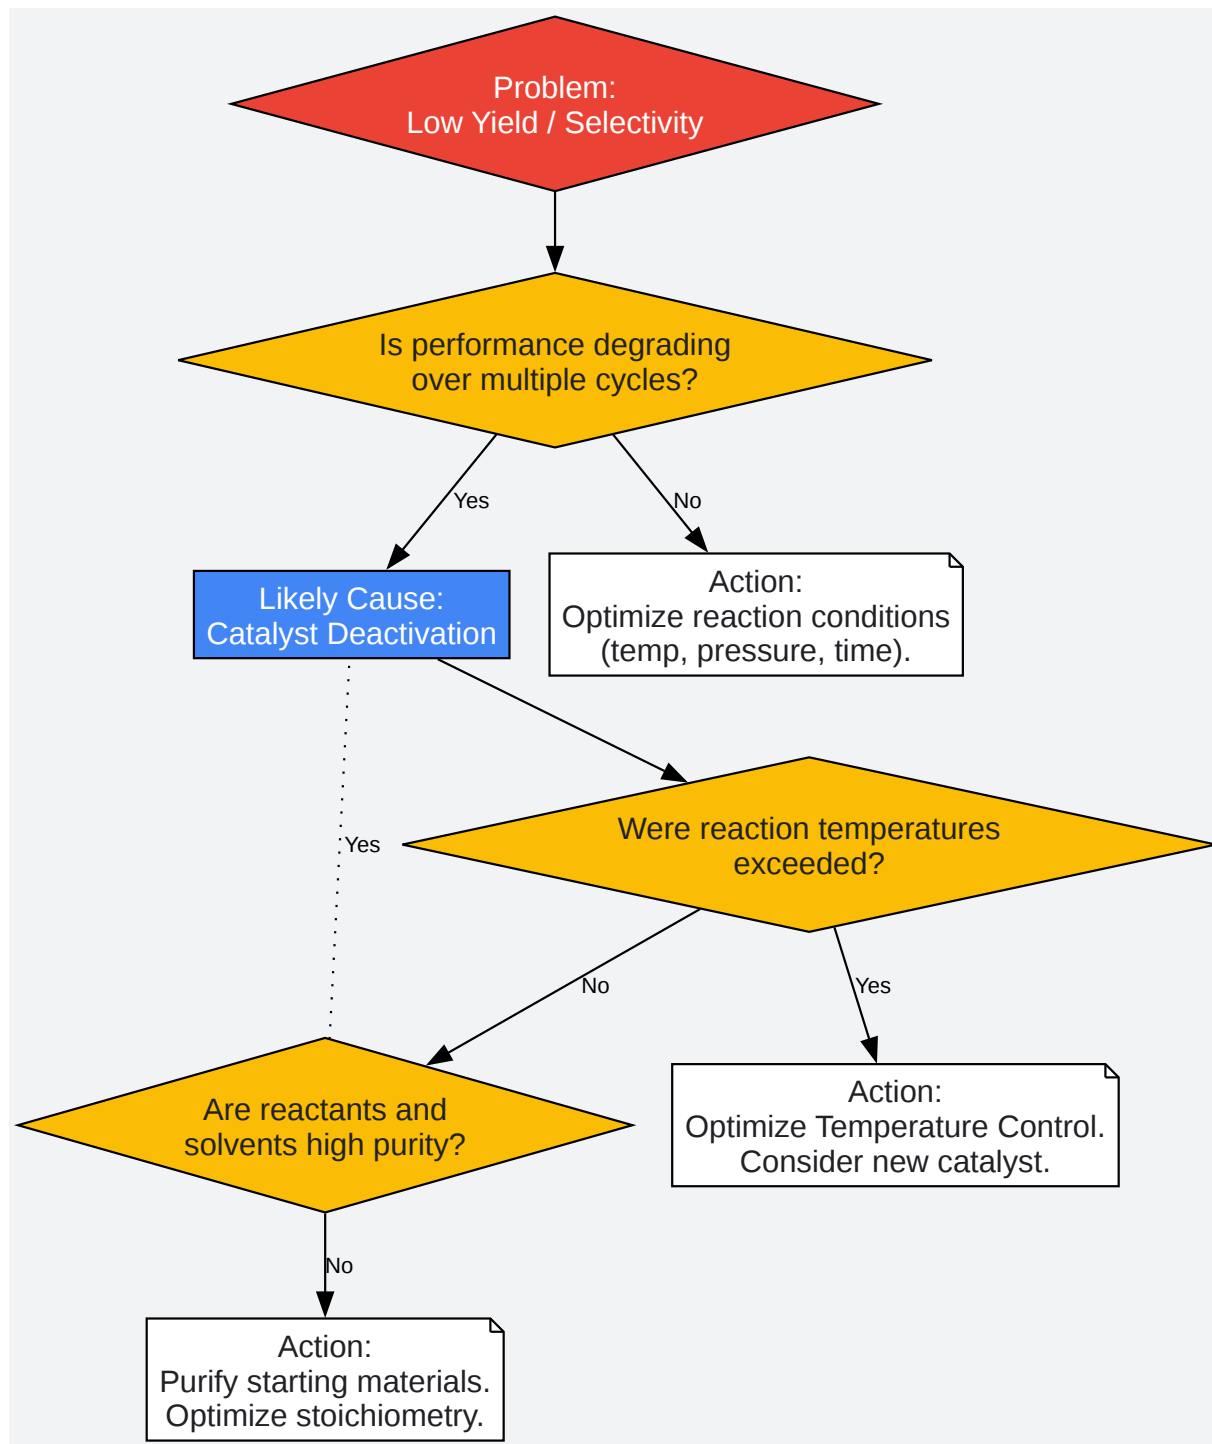 Problem:
Low Yield / Selectivity
Is performance degrading
over multiple cycles?
Yes
No
Likely Cause:
Catalyst Deactivation
Action:
Optimize reaction conditions
(temp, pressure, time).
Yes
Were reaction temperatures
exceeded?
No
Yes
Are reactants and
solvents high purity?
Action:
Optimize Temperature Control.
Consider new catalyst.
No
Action:
Purify starting materials.
Optimize stoichiometry.